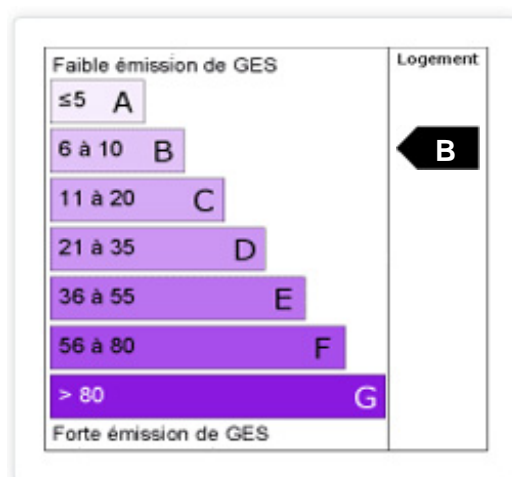 Faible émission de GES
Logement
≤5 A
6 à 10 B
B
11 à 20 C
21 à 35 D
36 à 55 E
56 à 80 F
> 80 G
Forte émission de GES